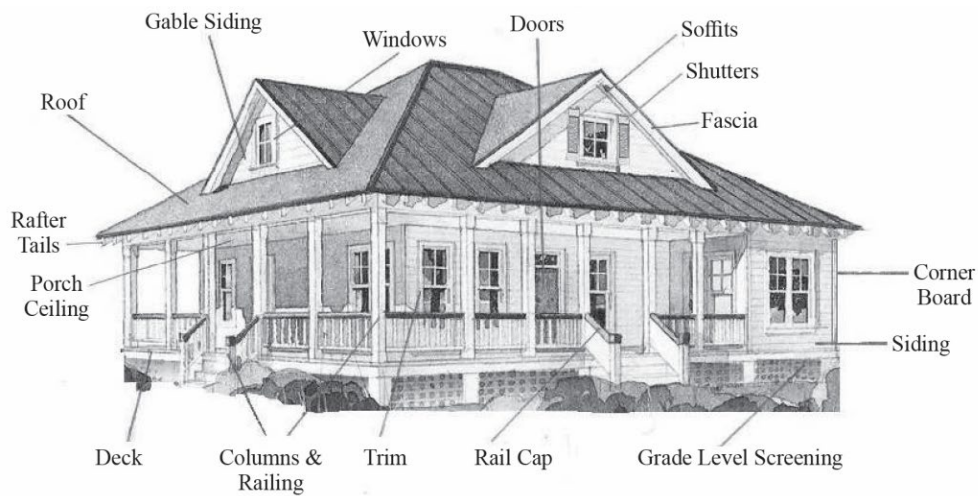 Gable Siding
Windows
Doors
Soffits
Shutters
Roof
Fascia
Rafter
Tails
Porch
Ceiling
Corner
Board
Siding
Deck
Columns &
Railing
Trim
Rail Cap
Grade Level Screening